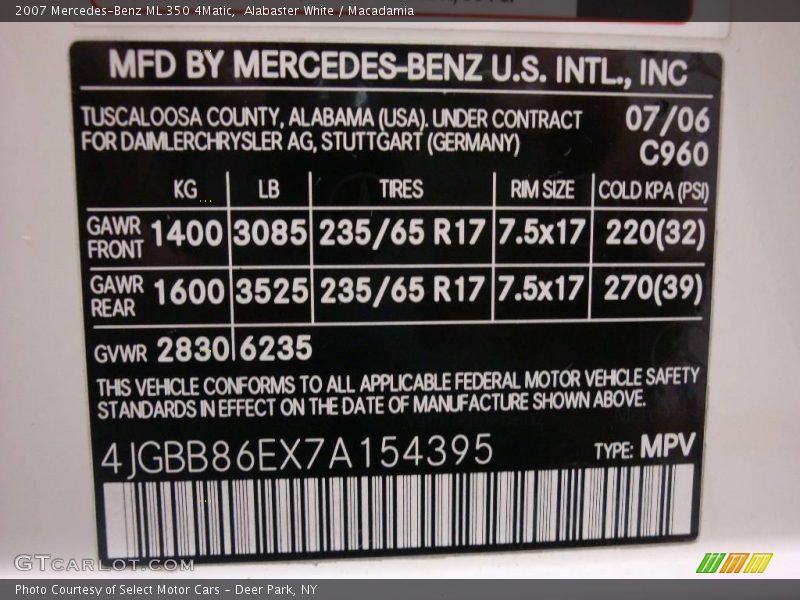 2007 Mercedes-Benz ML 350 4Matic, Alabaster White / Macadamia
MFD BY MERCEDES-BENZ U.S. INTL., INC
TUSCALOOSA COUNTY, ALABAMA (USA). UNDER CONTRACT 07/06
FOR DAIMLERCHRYSLER AG, STUTTGART (GERMANY) C960
KG LB TIRES RIM SIZE COLD KPA (PSI)
GAWR FRONT 1400 3085 235/65 R17 7.5x17 220(32)
GAWR REAR 1600 3525 235/65 R17 7.5x17 270(39)
GVWR 2830 6235
THIS VEHICLE CONFORMS TO ALL APPLICABLE FEDERAL MOTOR VEHICLE SAFETY
STANDARDS IN EFFECT ON THE DATE OF MANUFACTURE SHOWN ABOVE.
4JGBB86EX7A154395 TYPE: MPV
GTCARLOT.COM
Photo Courtesy of Select Motor Cars - Deer Park, NY